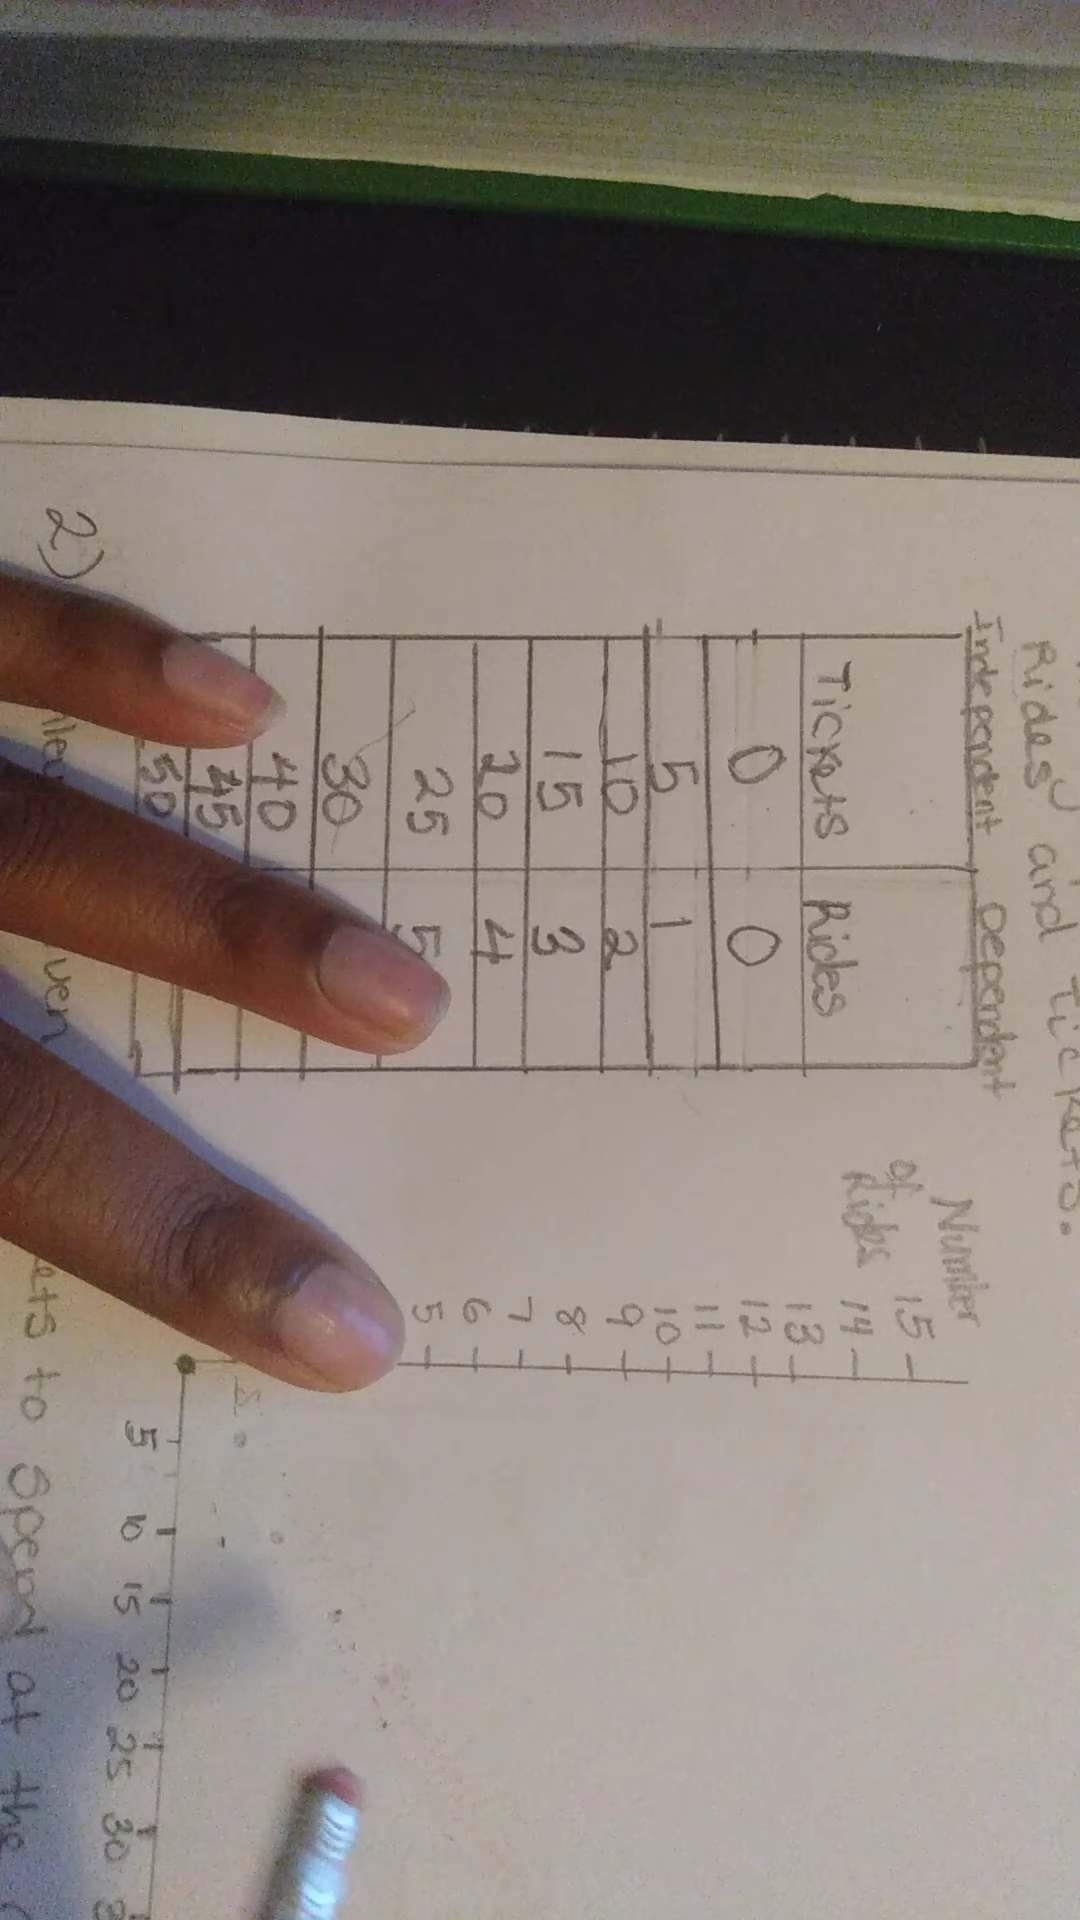 Rides and Tickets.
Independent Dependent
Tickets Rides
0 0
5 1
10 2
15 3
20 4
25 5
30
40
45
50
Number
of
Rides
15
14
13
12
11
10
9
8
7
6
5
5 10 15 20 25 30
2)
to spend at the